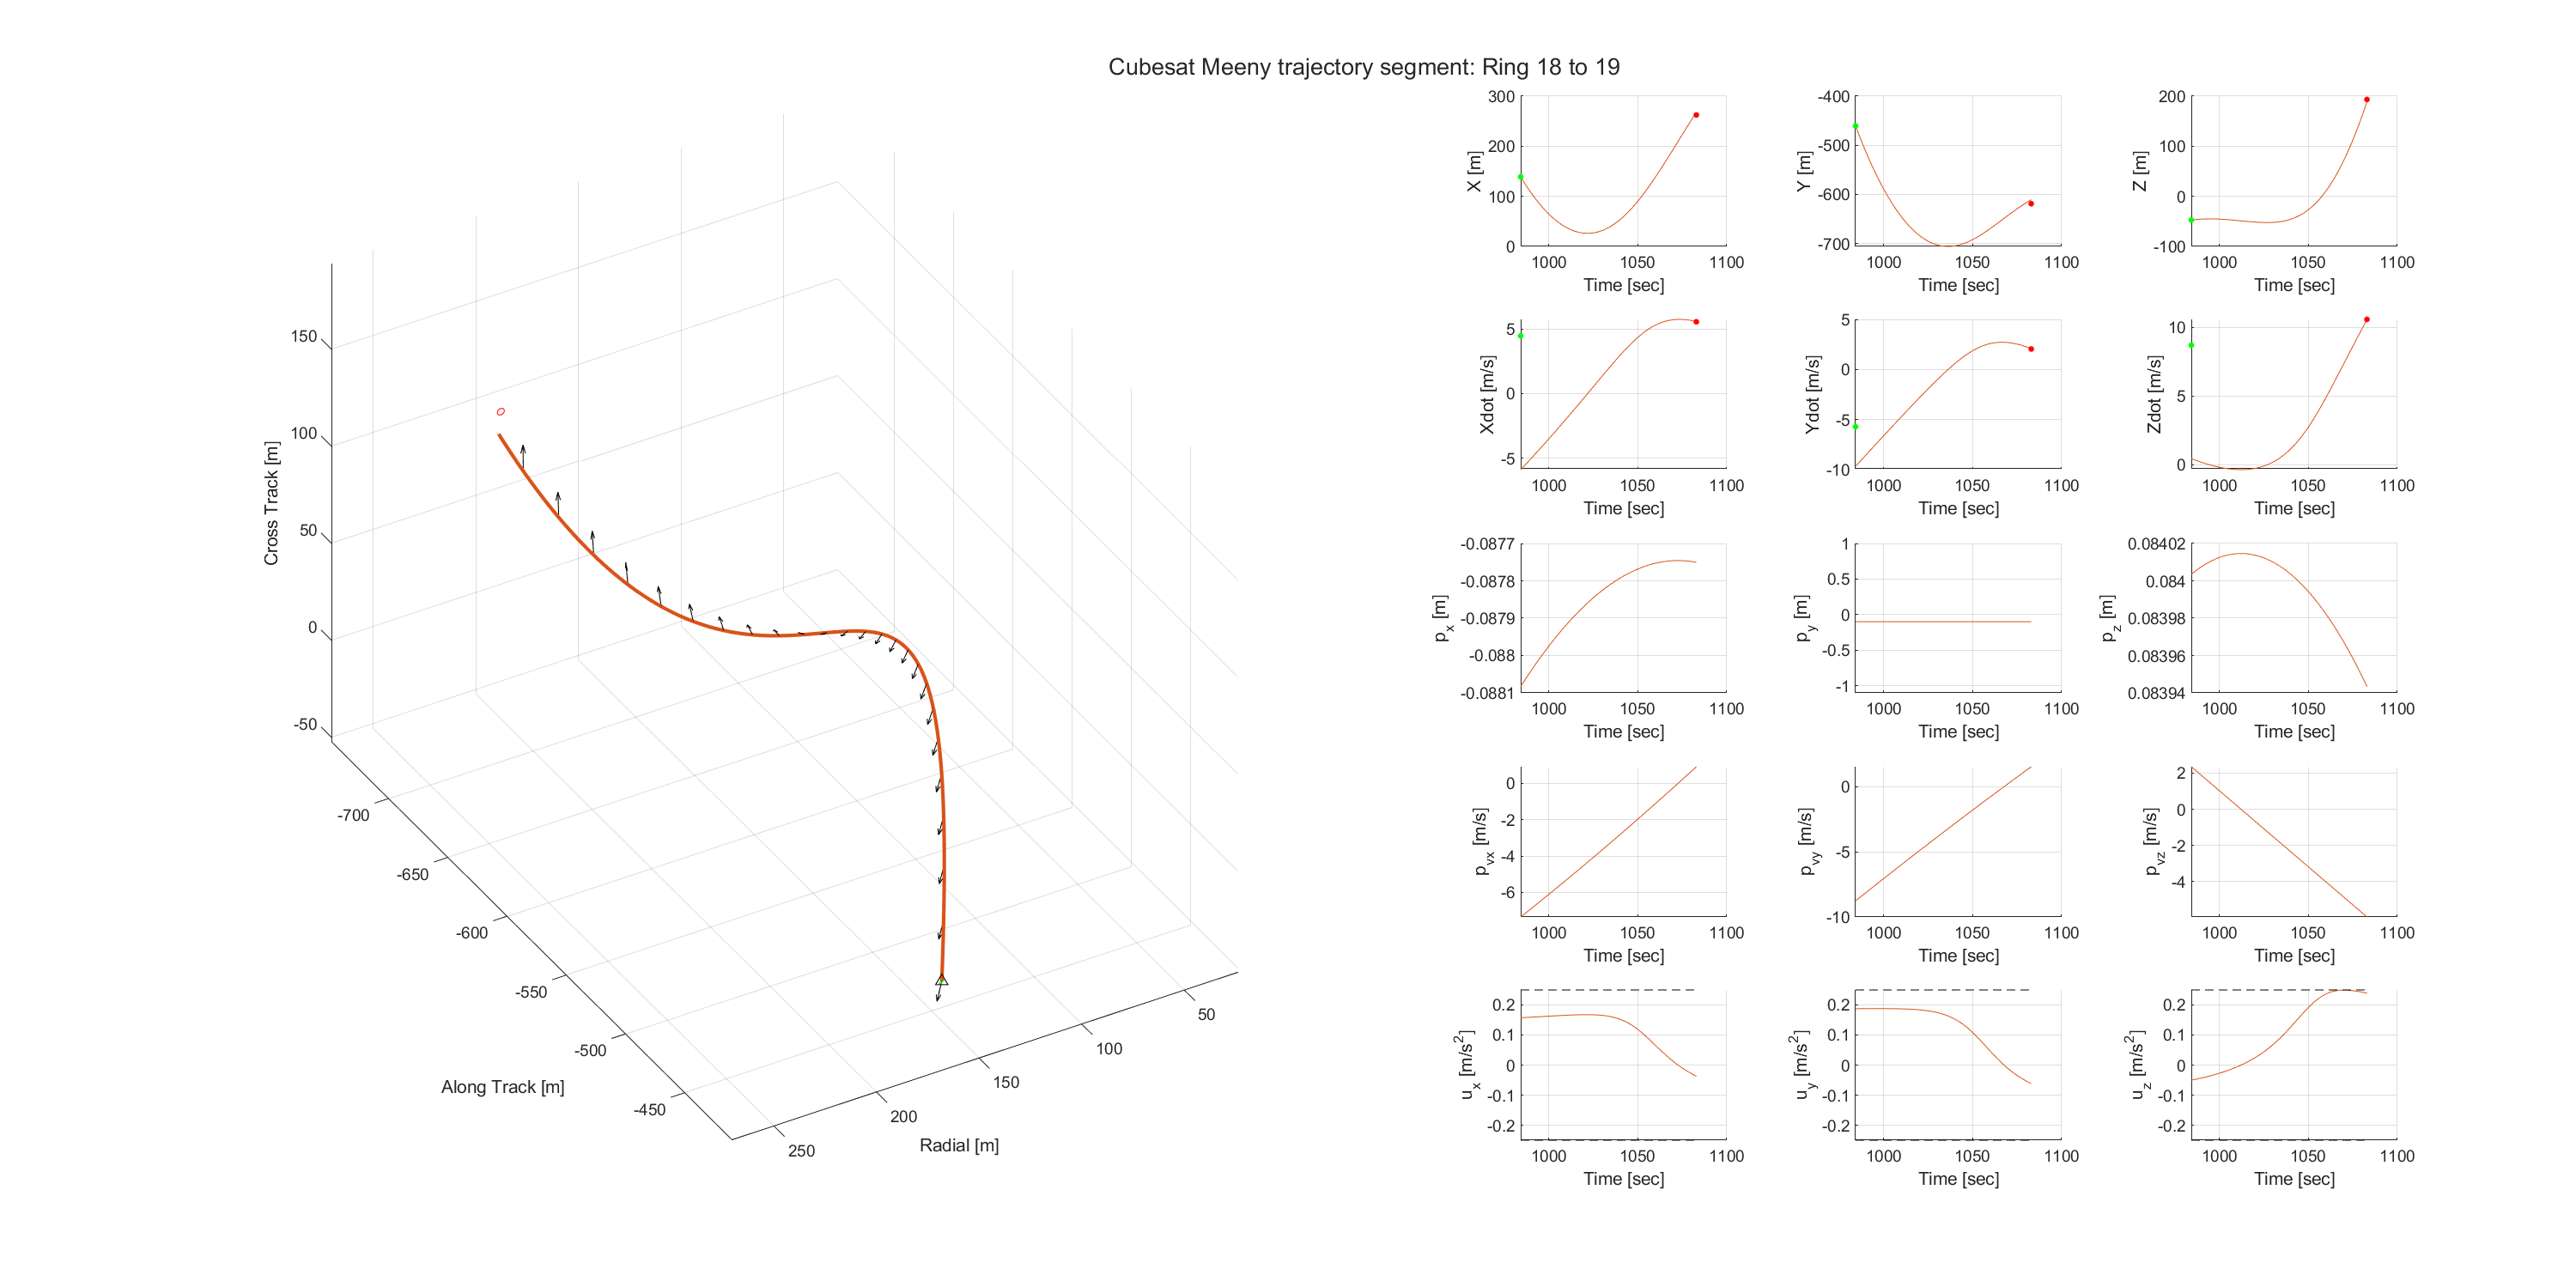 Cubesat Meeny trajectory segment: Ring 18 to 19
Cross Track [m]
150
100
50
0
-50
Along Track [m]
-700
-650
-600
-550
-500
-450
Radial [m]
250
200
150
100
50
X [m]
300
200
100
0
1000 1050 1100
Time [sec]
Y [m]
-400
-500
-600
-700
1000 1050 1100
Time [sec]
Z [m]
200
100
0
-100
1000 1050 1100
Time [sec]
Xdot [m/s]
5
0
-5
1000 1050 1100
Time [sec]
Ydot [m/s]
5
0
-5
-10
1000 1050 1100
Time [sec]
Zdot [m/s]
10
5
0
1000 1050 1100
Time [sec]
p_x [m]
-0.0877
-0.0878
-0.0879
-0.088
-0.0881
1000 1050 1100
Time [sec]
p_y [m]
1
0.5
0
-0.5
-1
1000 1050 1100
Time [sec]
p_z [m]
0.08402
0.084
0.08398
0.08396
0.08394
1000 1050 1100
Time [sec]
p_vx [m/s]
0
-2
-4
-6
1000 1050 1100
Time [sec]
p_vy [m/s]
0
-5
-10
1000 1050 1100
Time [sec]
p_vz [m/s]
2
0
-2
-4
1000 1050 1100
Time [sec]
u_x [m/s²]
0.2
0.1
0
-0.1
-0.2
1000 1050 1100
Time [sec]
u_y [m/s²]
0.2
0.1
0
-0.1
-0.2
1000 1050 1100
Time [sec]
u_z [m/s²]
0.2
0.1
0
-0.1
-0.2
1000 1050 1100
Time [sec]